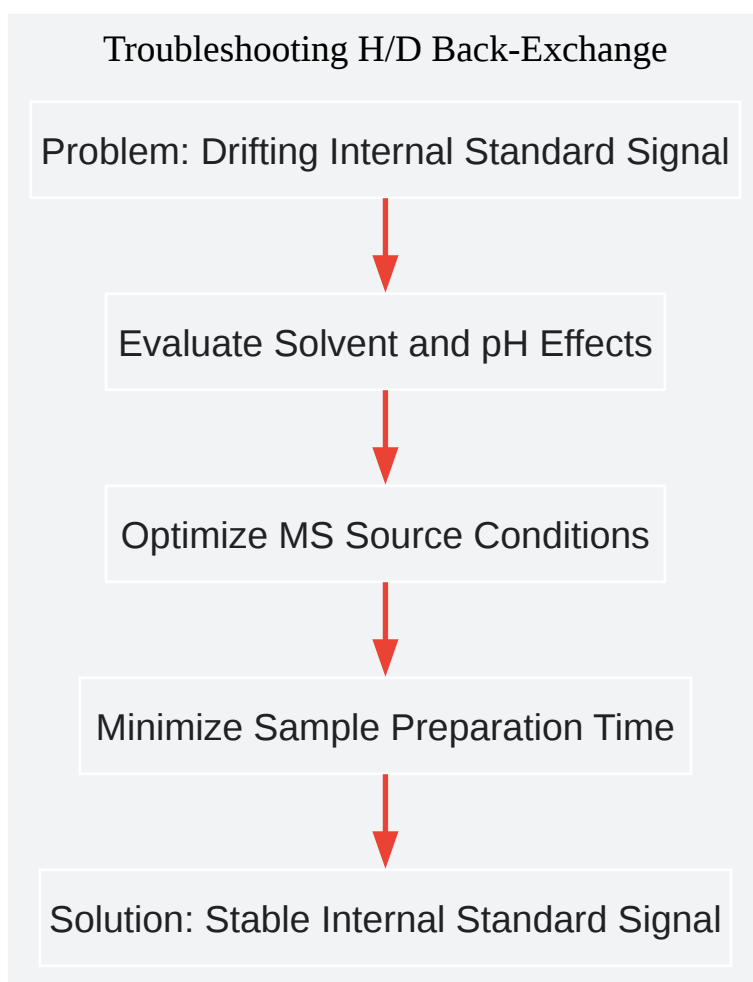 Troubleshooting H/D Back-Exchange
Problem: Drifting Internal Standard Signal
Evaluate Solvent and pH Effects
Optimize MS Source Conditions
Minimize Sample Preparation Time
Solution: Stable Internal Standard Signal